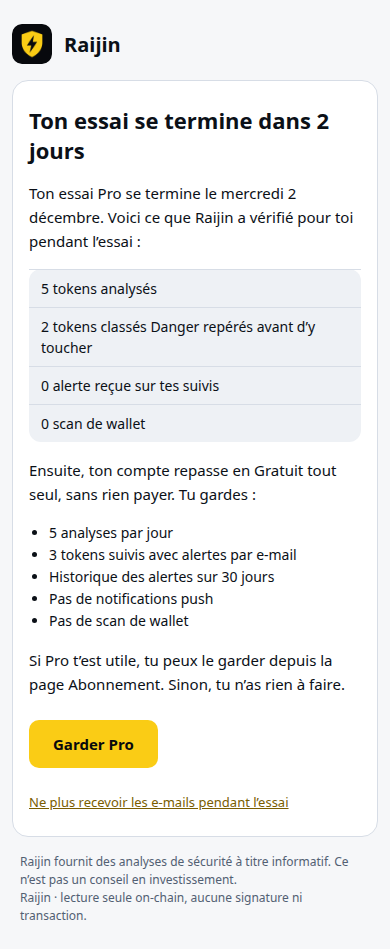 Raijin
Ton essai se termine dans 2
jours
Ton essai Pro se termine le mercredi 2
décembre. Voici ce que Raijin a vérifié pour toi
pendant l’essai :
5 tokens analysés
2 tokens classés Danger repérés avant d’y
toucher
0 alerte reçue sur tes suivis
0 scan de wallet
Ensuite, ton compte repasse en Gratuit tout
seul, sans rien payer. Tu gardes :
• 5 analyses par jour
• 3 tokens suivis avec alertes par e-mail
• Historique des alertes sur 30 jours
• Pas de notifications push
• Pas de scan de wallet
Si Pro t’est utile, tu peux le garder depuis la
page Abonnement. Sinon, tu n’as rien à faire.
Garder Pro
Ne plus recevoir les e-mails pendant l’essai
Raijin fournit des analyses de sécurité à titre informatif. Ce
n’est pas un conseil en investissement.
Raijin · lecture seule on-chain, aucune signature ni
transaction.